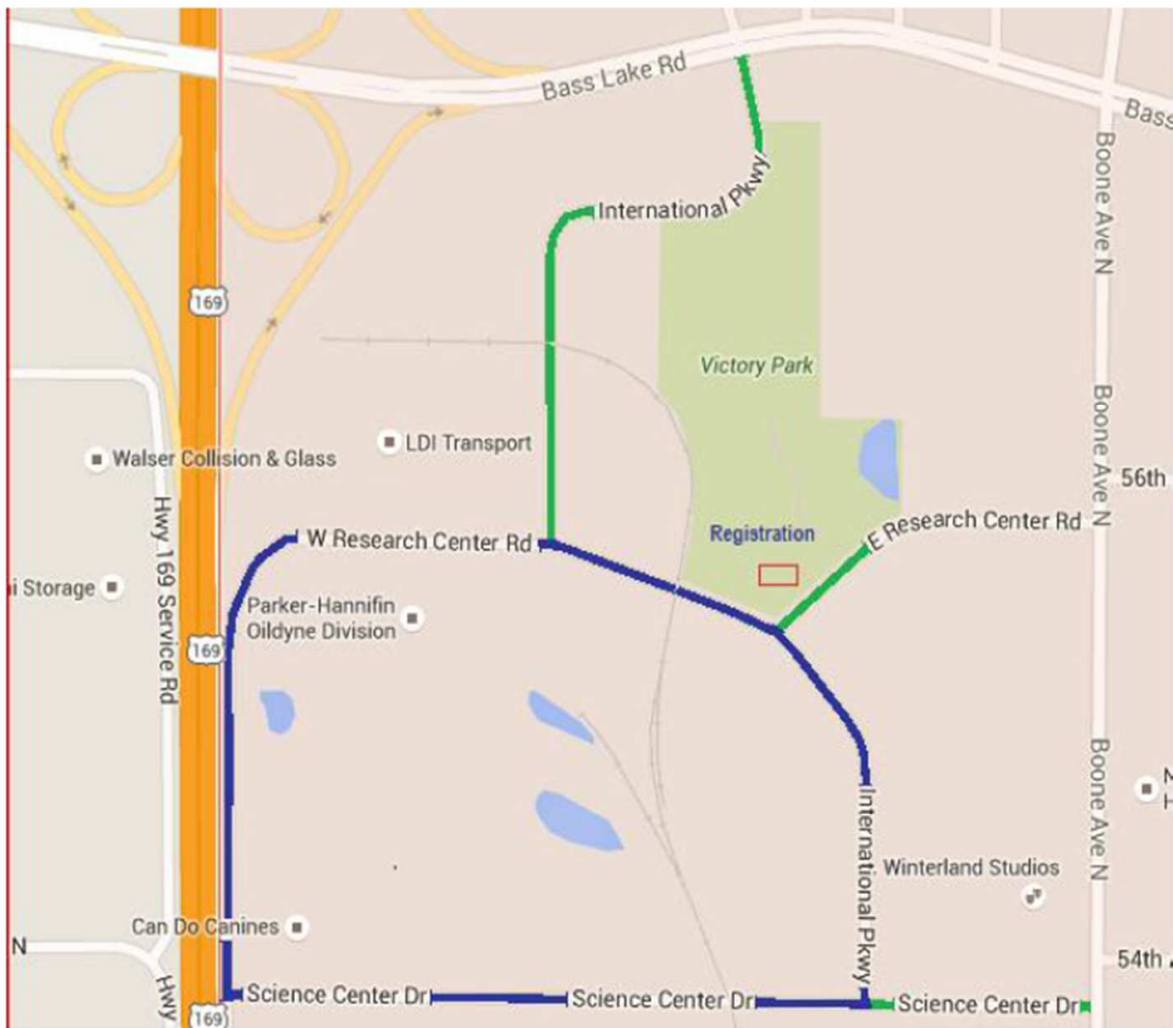 Bass Lake Rd
Bass
Boone Ave N
International Pkwy
169
Victory Park
LDI Transport
Walser Collision & Glass
Boone Ave N
56th
Hwy 169 Service Rd
W Research Center Rd
Registration
E Research Center Rd
i Storage
Parker-Hannifin
Oildyne Division
169
Boone Ave N
International Pkwy
M
H
Winterland Studios
Can Do Canines
N
54th
Hwy
Science Center Dr
Science Center Dr
Science Center Dr
169